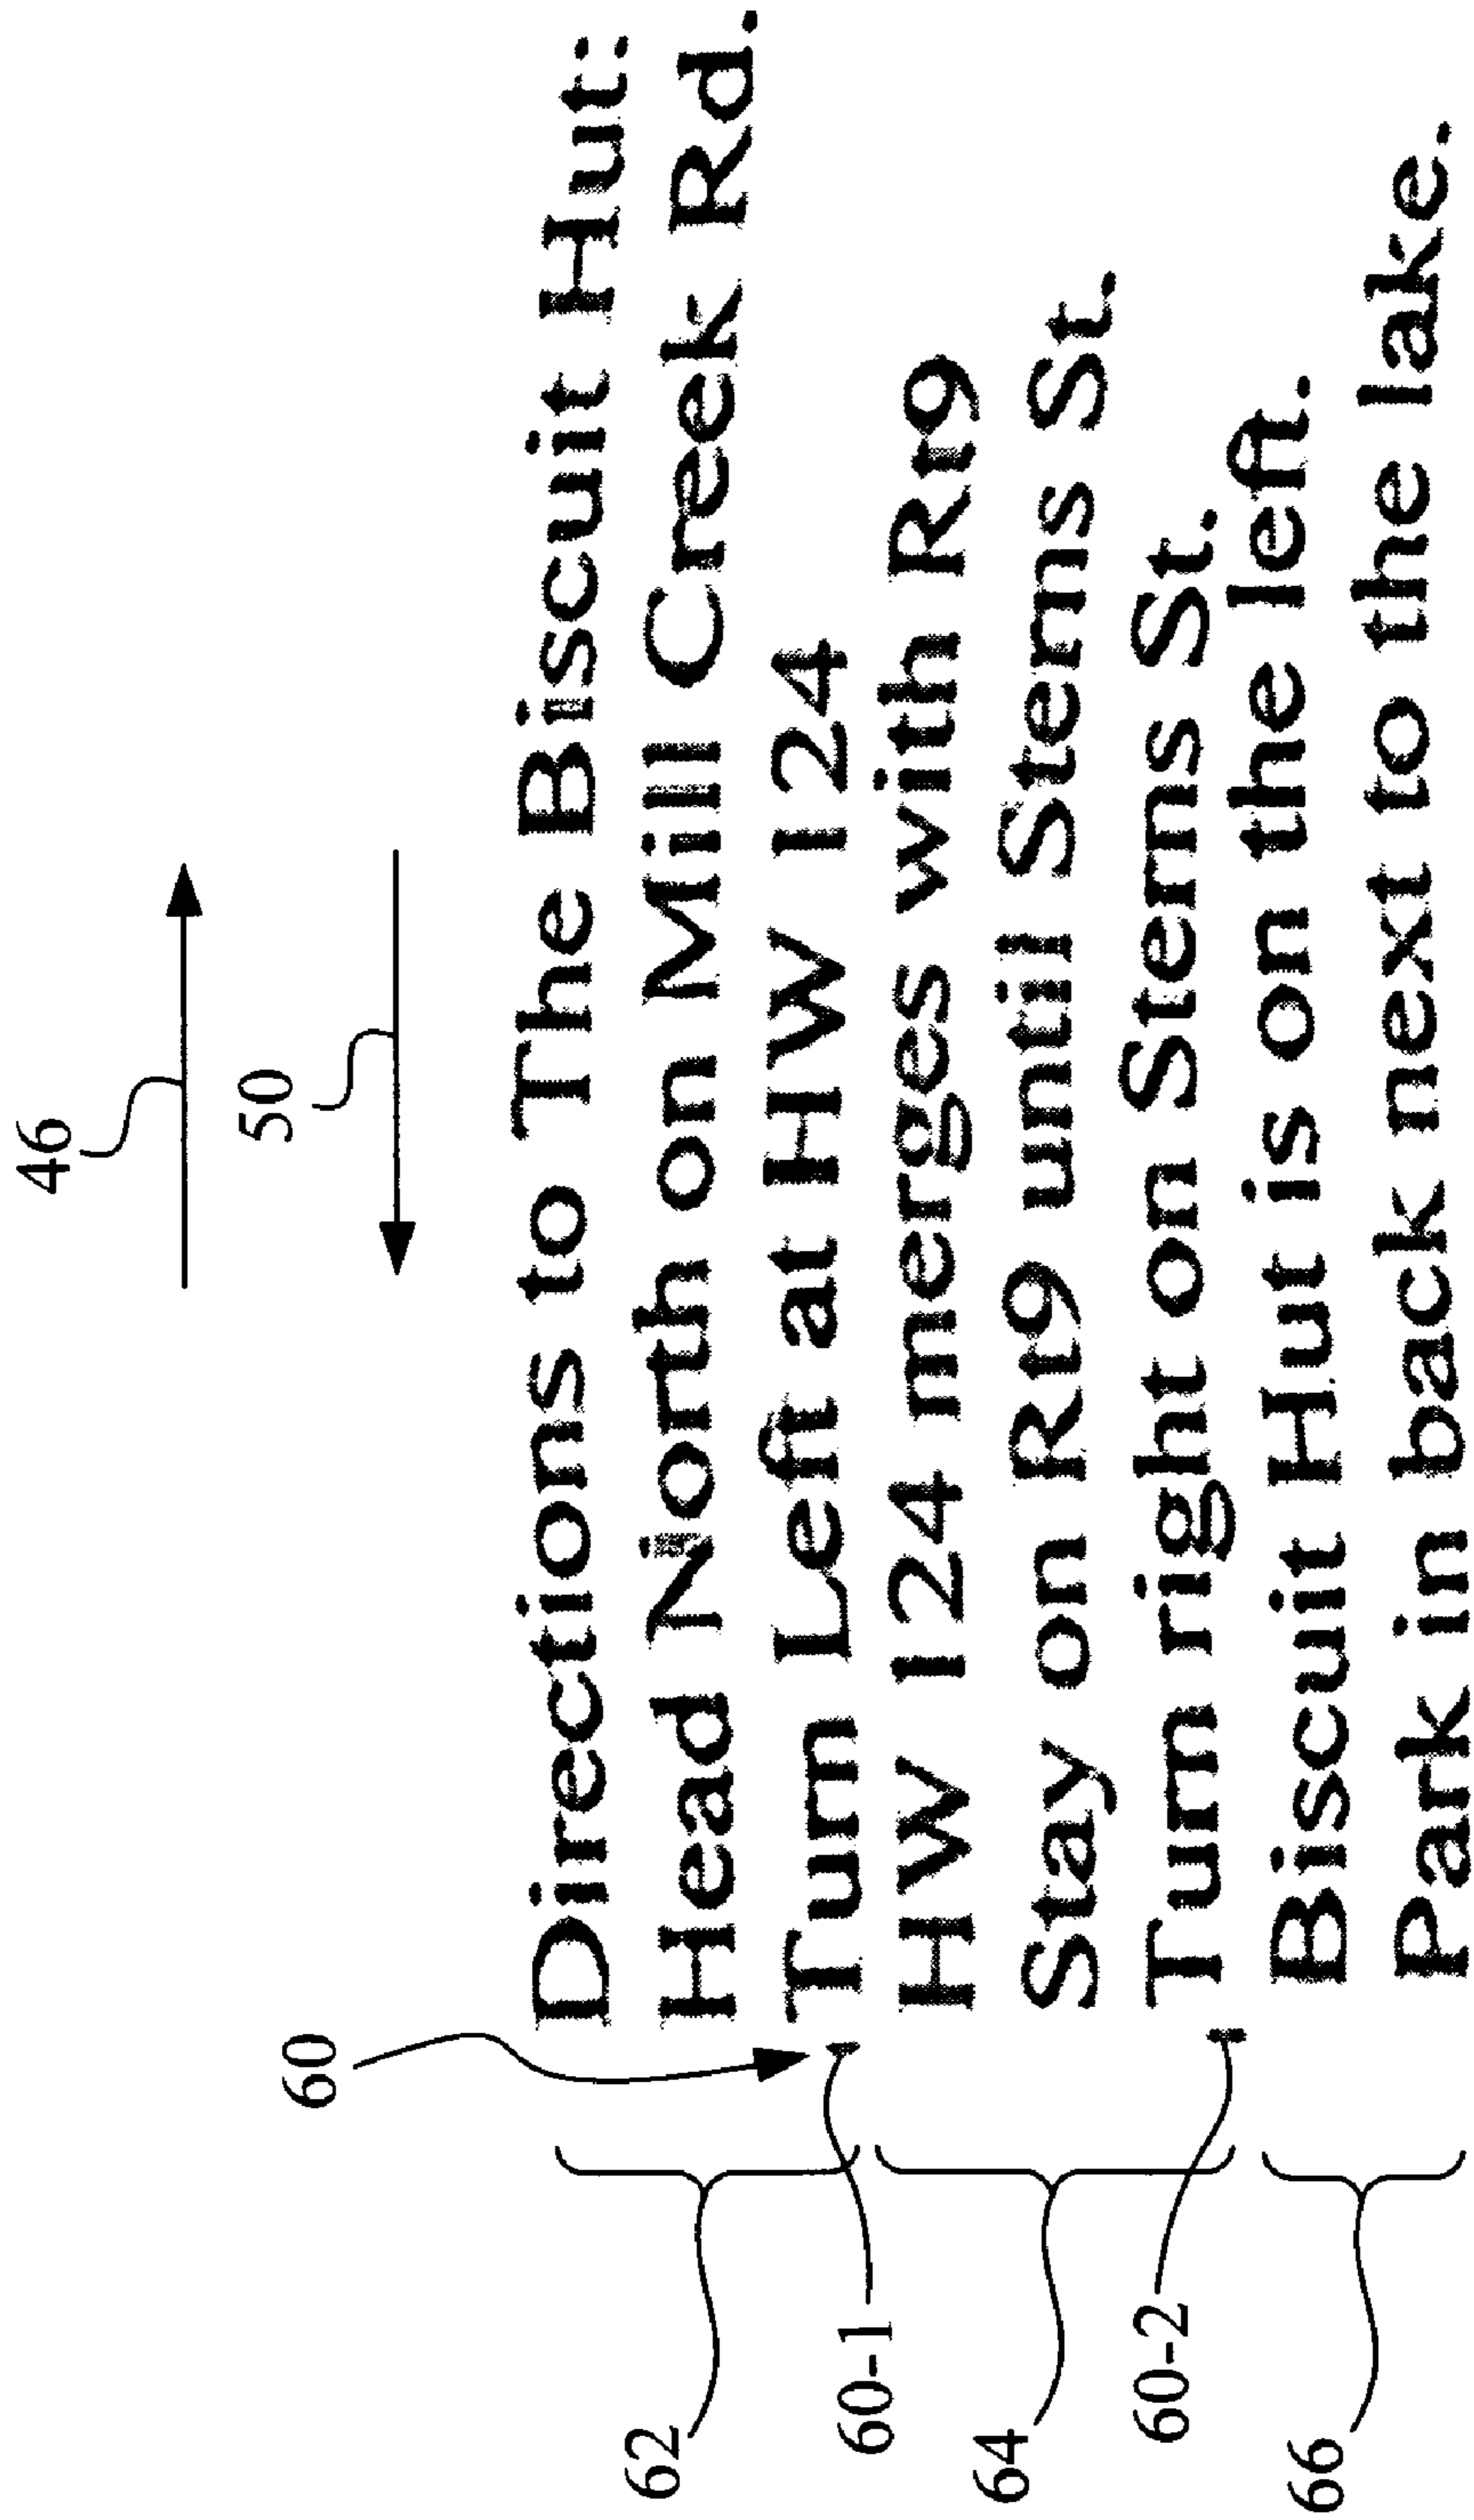 46
50
60
Directions to The Biscuit Hut:
Head North on Mill Creek Rd.
62
Turn Left at HW 124
60-1
HW 124 merges with Rt9
Stay on Rt9 until Stems St.
64
Turn right on Stems St.
60-2
Biscuit Hut is on the left.
66
Park in back next to the lake.